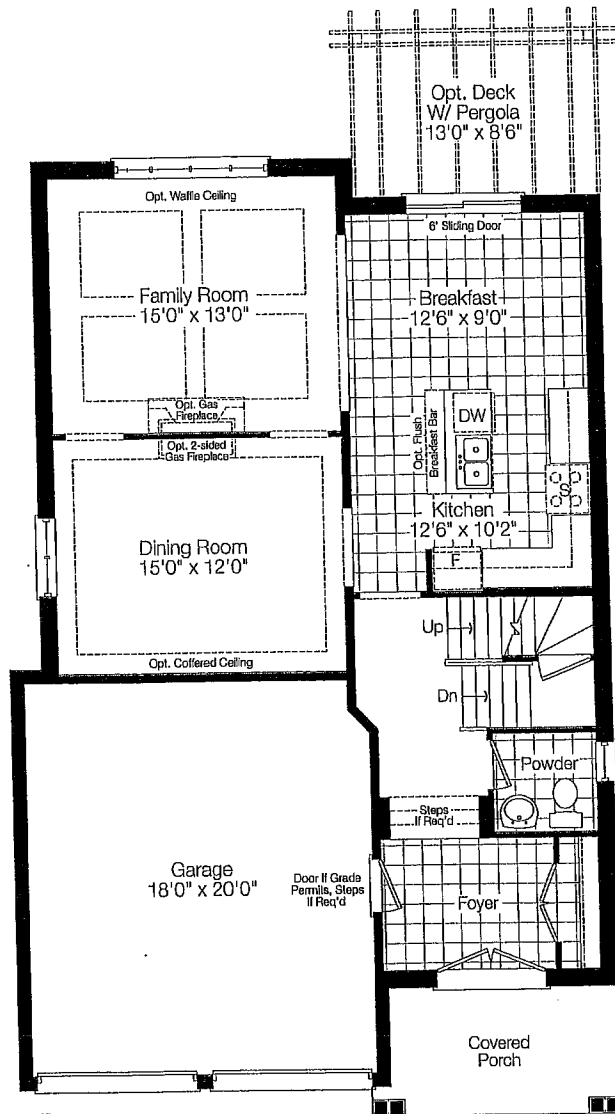 Opt. Deck
W/ Pergola
13'0" x 8'6"
Opt. Waffle Ceiling
6' Sliding Door
Family Room
15'0" x 13'0"
Breakfast
12'6" x 9'0"
Opt. Gas
Fireplace
Opt. 2-sided
Gas Fireplace
Opt. Flush
Breakfast Bar
DW
S
Kitchen
12'6" x 10'2"
F
Dining Room
15'0" x 12'0"
Opt. Coffered Ceiling
Up
Dn
Powder
Steps
If Req'd
Garage
18'0" x 20'0"
Door If Grade
Permits, Steps
If Req'd
Foyer
Covered
Porch